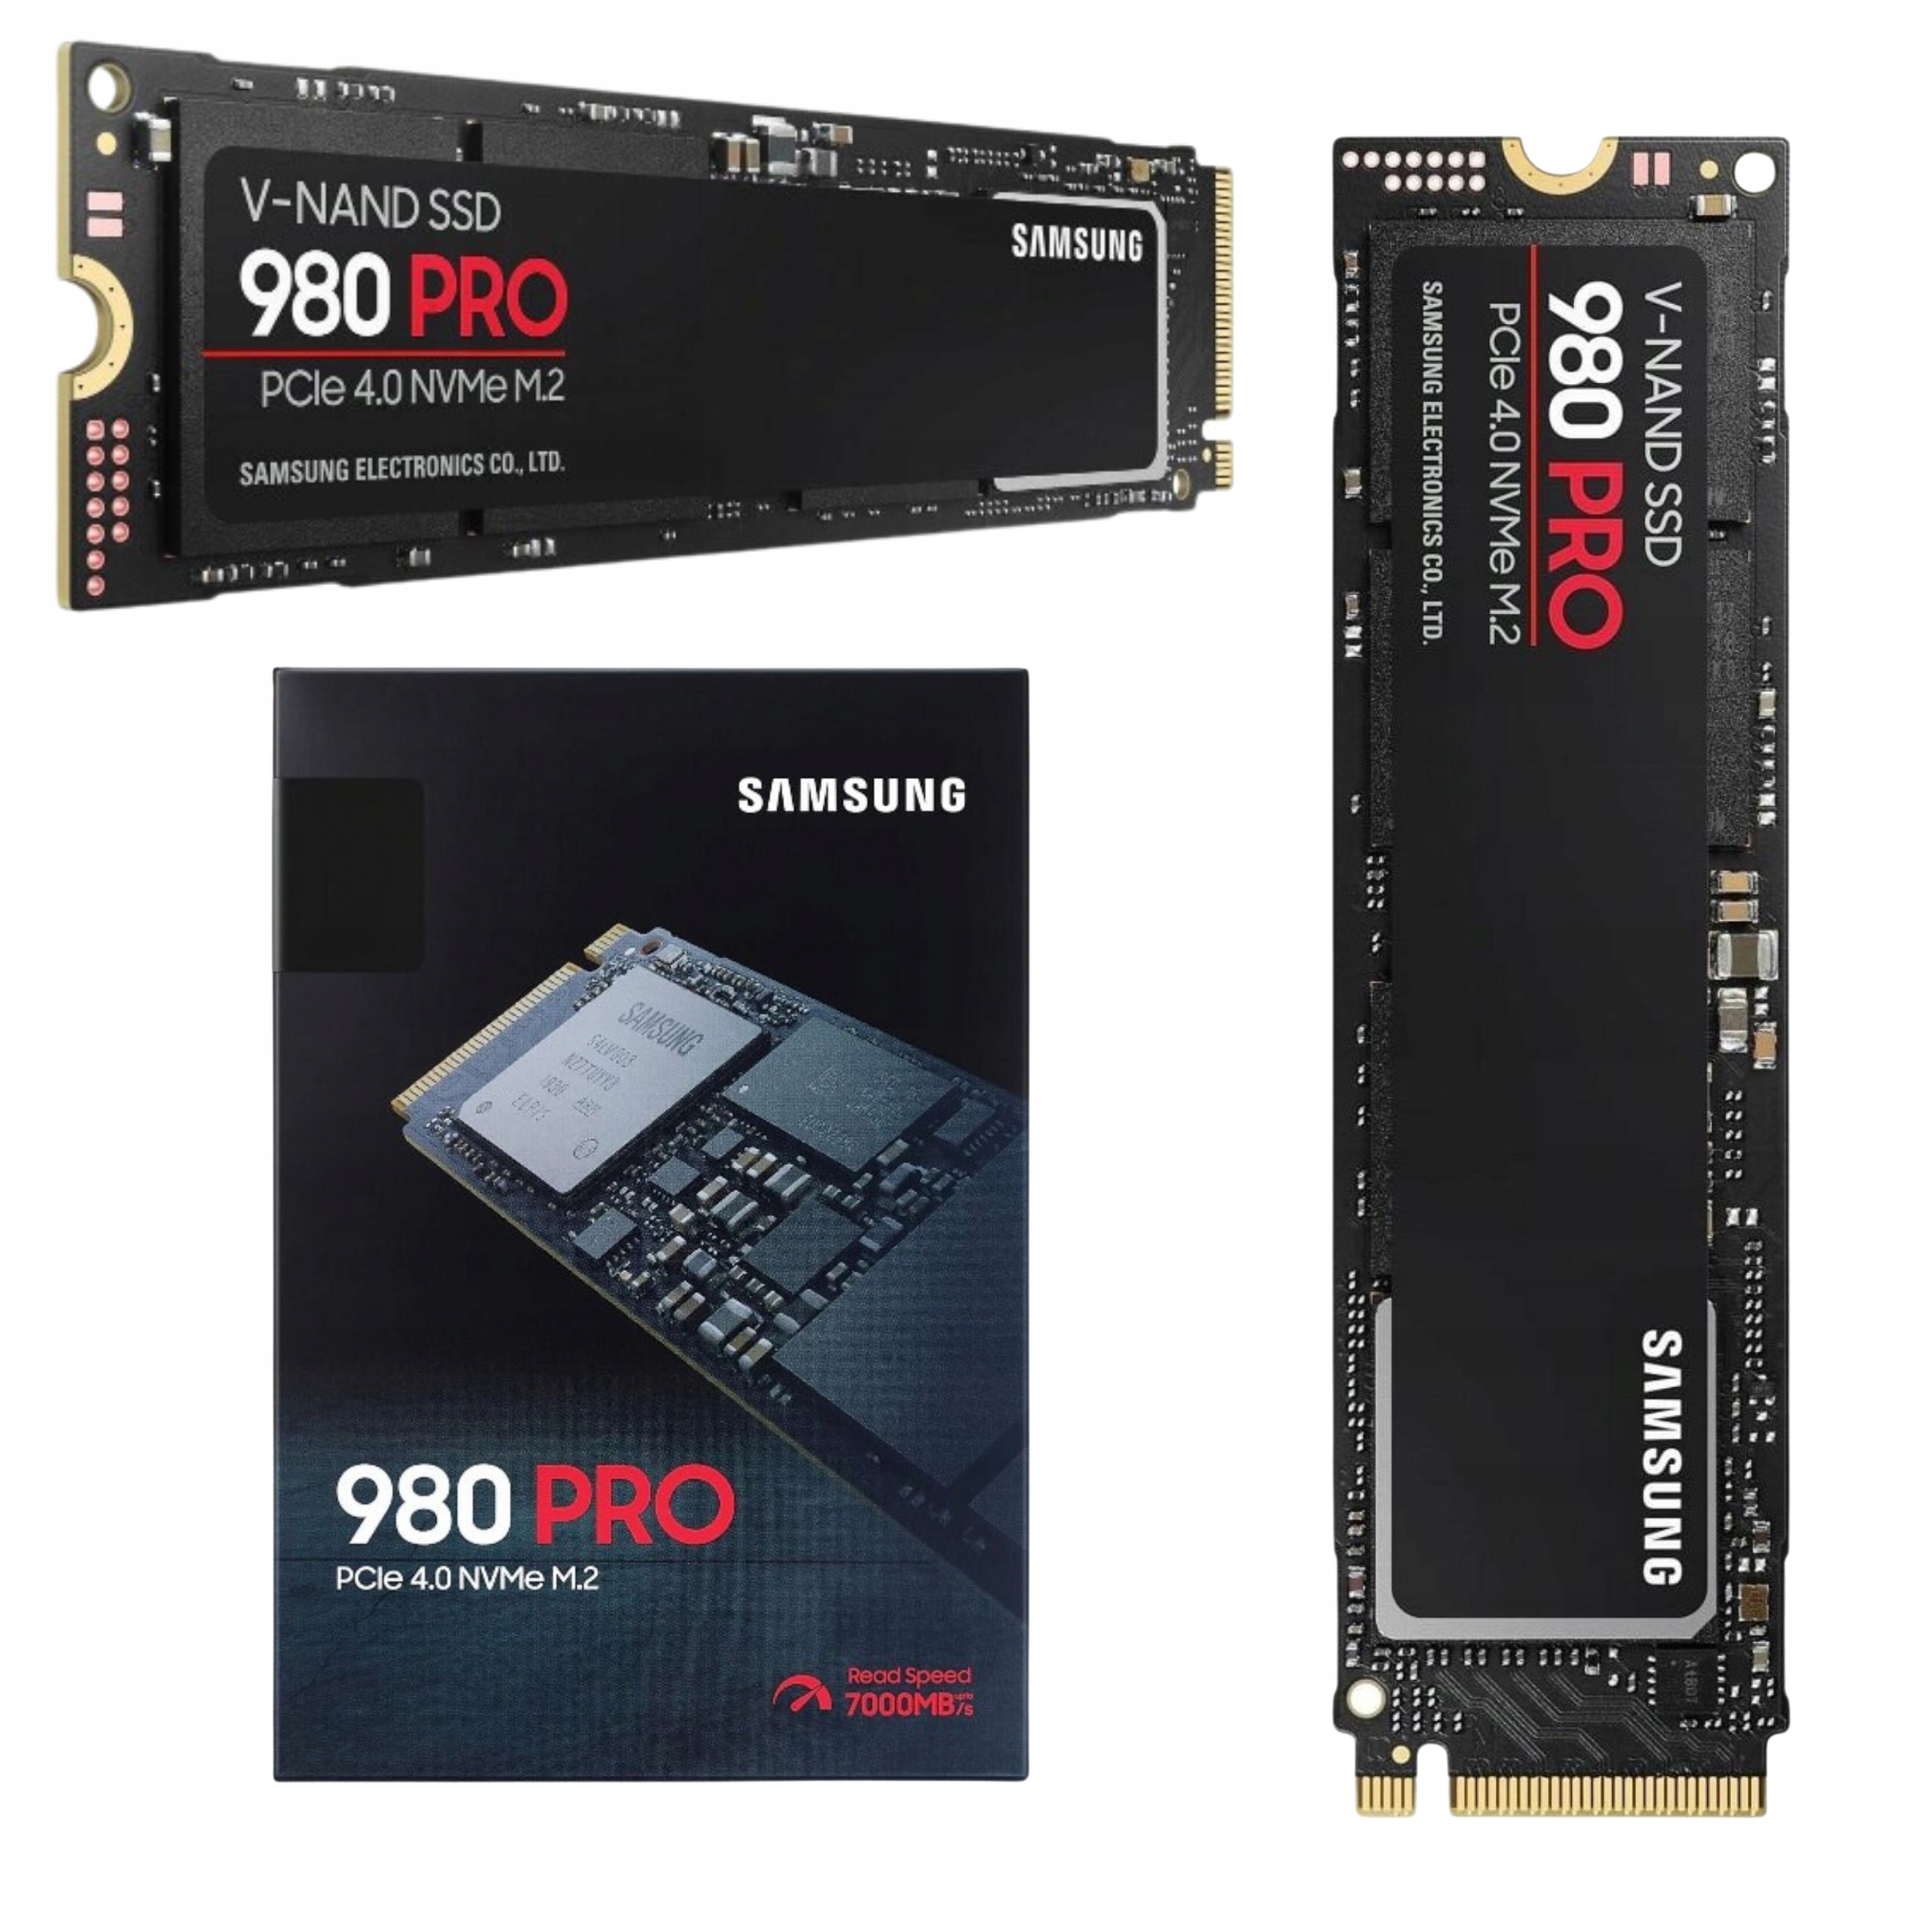 V-NAND SSD
980 PRO
PCIe 4.0 NVMe M.2
SAMSUNG ELECTRONICS CO., LTD.
SAMSUNG
SAMSUNG
SAMSUNG
980 PRO
PCIe 4.0 NVMe M.2
Read Speed
up to
7000MB/s
V-NAND SSD
980 PRO
PCIe 4.0 NVMe M.2
SAMSUNG ELECTRONICS CO., LTD.
SAMSUNG